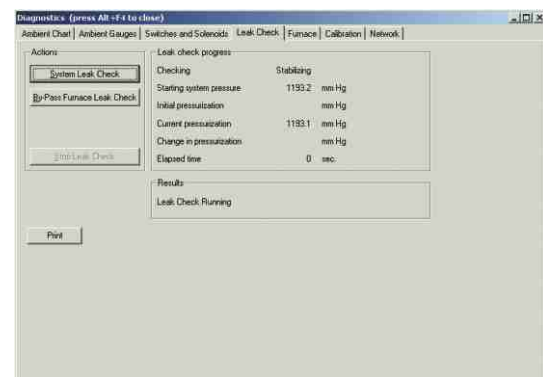 Diagnostics (press Alt+F4 to close)
Ambient Chart Ambient Gauges Switches and Solenoids Leak Check Furnace Calibration Network
Actions
System Leak Check
By-Pass Furnace Leak Check
Stop Leak Check
Leak check progress
Checking Stabilizing
Starting system pressure 1193.2 mm Hg
Initial pressurization mm Hg
Current pressurization 1193.1 mm Hg
Change in pressurization mm Hg
Elapsed time 0 sec.
Results
Leak Check Running
Print